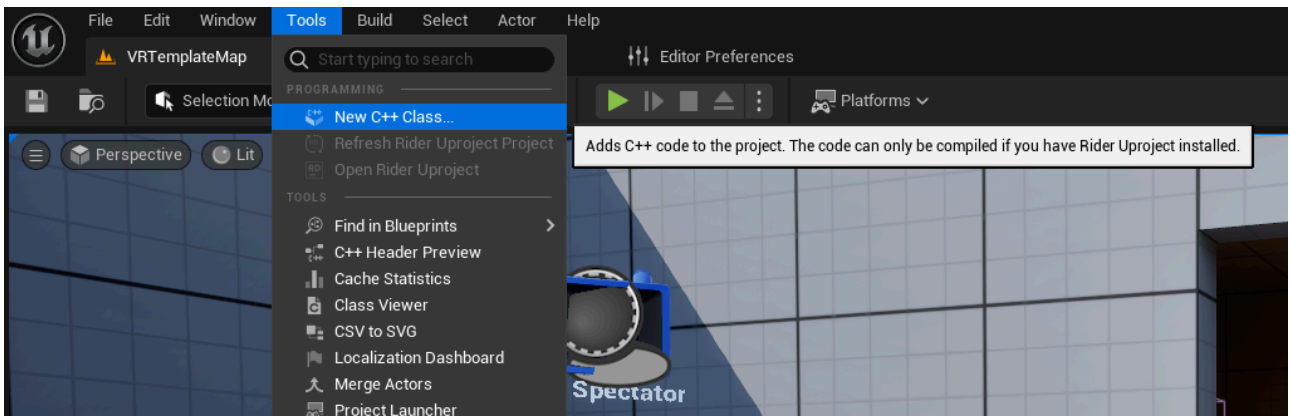 File Edit Window Tools Build Select Actor Help
VRTemplateMap
Start typing to search
Editor Preferences
Selection Mo
PROGRAMMING
Platforms
New C++ Class...
Perspective
Lit
Refresh Rider Uproject Project
Adds C++ code to the project. The code can only be compiled if you have Rider Uproject installed.
RD Open Rider Uproject
TOOLS
Find in Blueprints
C++ Header Preview
Cache Statistics
Class Viewer
CSV to SVG
Localization Dashboard
Merge Actors
Spectator
Project Launcher